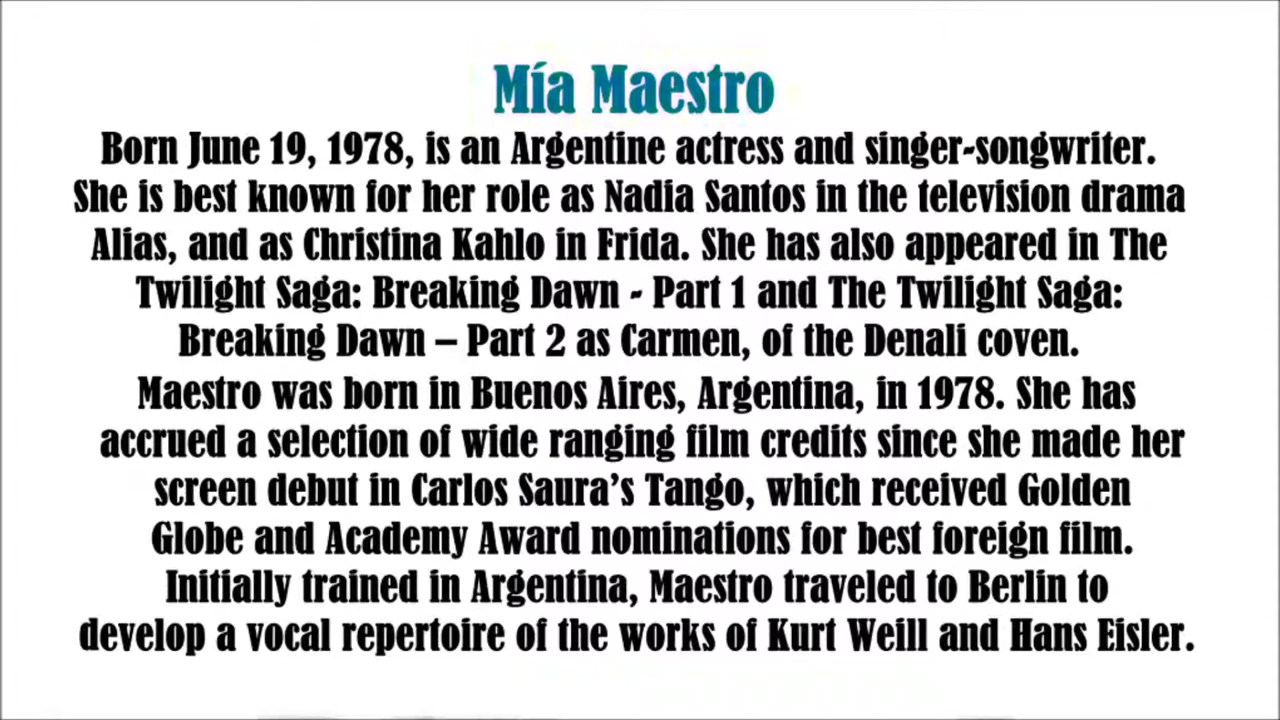 Mía Maestro
Born June 19, 1978, is an Argentine actress and singer-songwriter.
She is best known for her role as Nadia Santos in the television drama
Alias, and as Christina Kahlo in Frida. She has also appeared in The
Twilight Saga: Breaking Dawn - Part 1 and The Twilight Saga:
Breaking Dawn – Part 2 as Carmen, of the Denali coven.
Maestro was born in Buenos Aires, Argentina, in 1978. She has
accrued a selection of wide ranging film credits since she made her
screen debut in Carlos Saura’s Tango, which received Golden
Globe and Academy Award nominations for best foreign film.
Initially trained in Argentina, Maestro traveled to Berlin to
develop a vocal repertoire of the works of Kurt Weill and Hans Eisler.